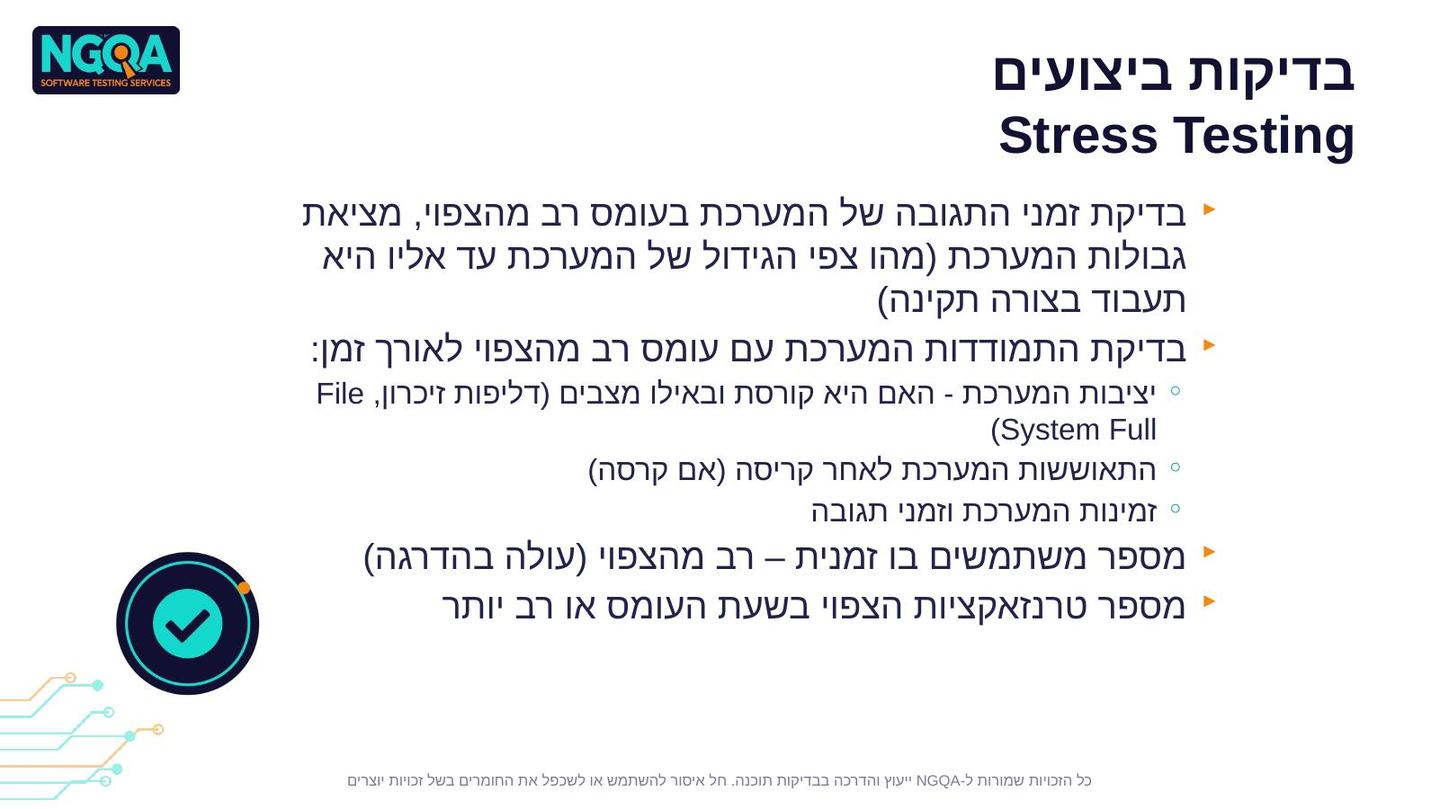 NGQA
SOFTWARE TESTING SERVICES
בדיקות ביצועים
Stress Testing
בדיקת זמני התגובה של המערכת בעומס רב מהצפוי, מציאת
גבולות המערכת (מהו צפי הגידול של המערכת עד אליו היא
תעבוד בצורה תקינה)
בדיקת התמודדות המערכת עם עומס רב מהצפוי לאורך זמן:
יציבות המערכת - האם היא קורסת ובאילו מצבים (דליפות זיכרון, File
System Full)
התאוששות המערכת לאחר קריסה (אם קרסה)
זמינות המערכת וזמני תגובה
מספר משתמשים בו זמנית – רב מהצפוי (עולה בהדרגה)
מספר טרנזאקציות הצפוי בשעת העומס או רב יותר
כל הזכויות שמורות ל-NGQA ייעוץ והדרכה בבדיקות תוכנה. חל איסור להשתמש או לשכפל את החומרים בשל זכויות יוצרים